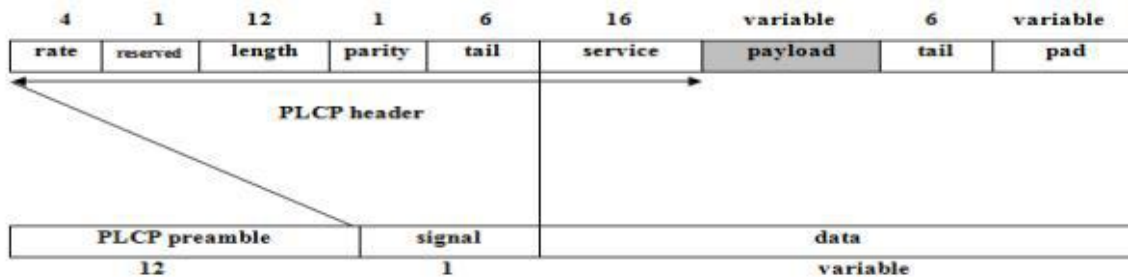 4 1 12 1 6 16 variable 6 variable
rate reserved length parity tail service payload tail pad
PLCP header
PLCP preamble signal data
12 1 variable